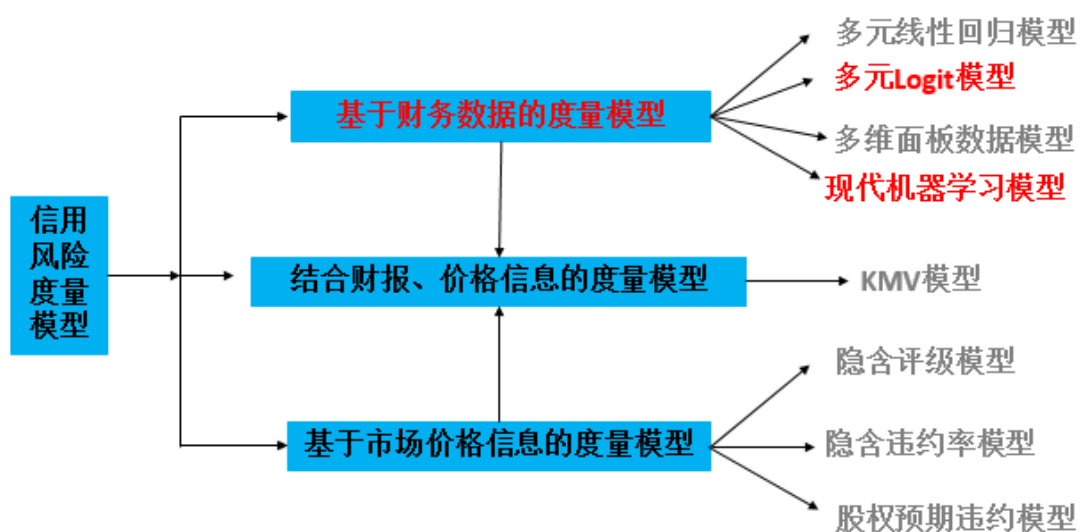 多元线性回归模型
多元Logit模型
基于财务数据的度量模型
多维面板数据模型
现代机器学习模型
信用
风险
度量
模型
结合财报、价格信息的度量模型
KMV模型
隐含评级模型
基于市场价格信息的度量模型
隐含违约率模型
股权预期违约模型